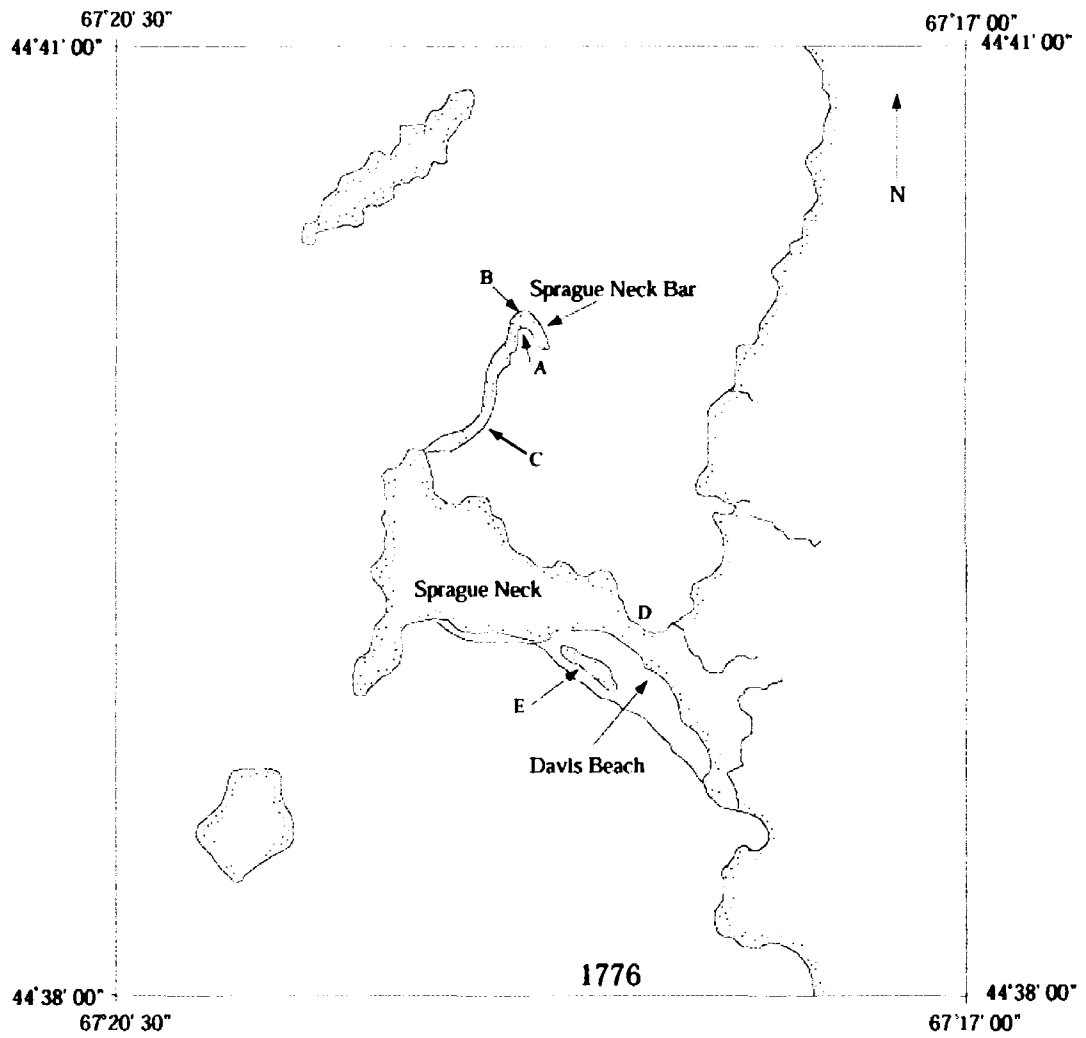 67°20' 30"
67°17' 00"
44°41' 00"
44°41' 00"
N
B
Sprague Neck Bar
A
C
Sprague Neck
D
E
Davis Beach
1776
44°38' 00"
44°38' 00"
67°20' 30"
67°17' 00"